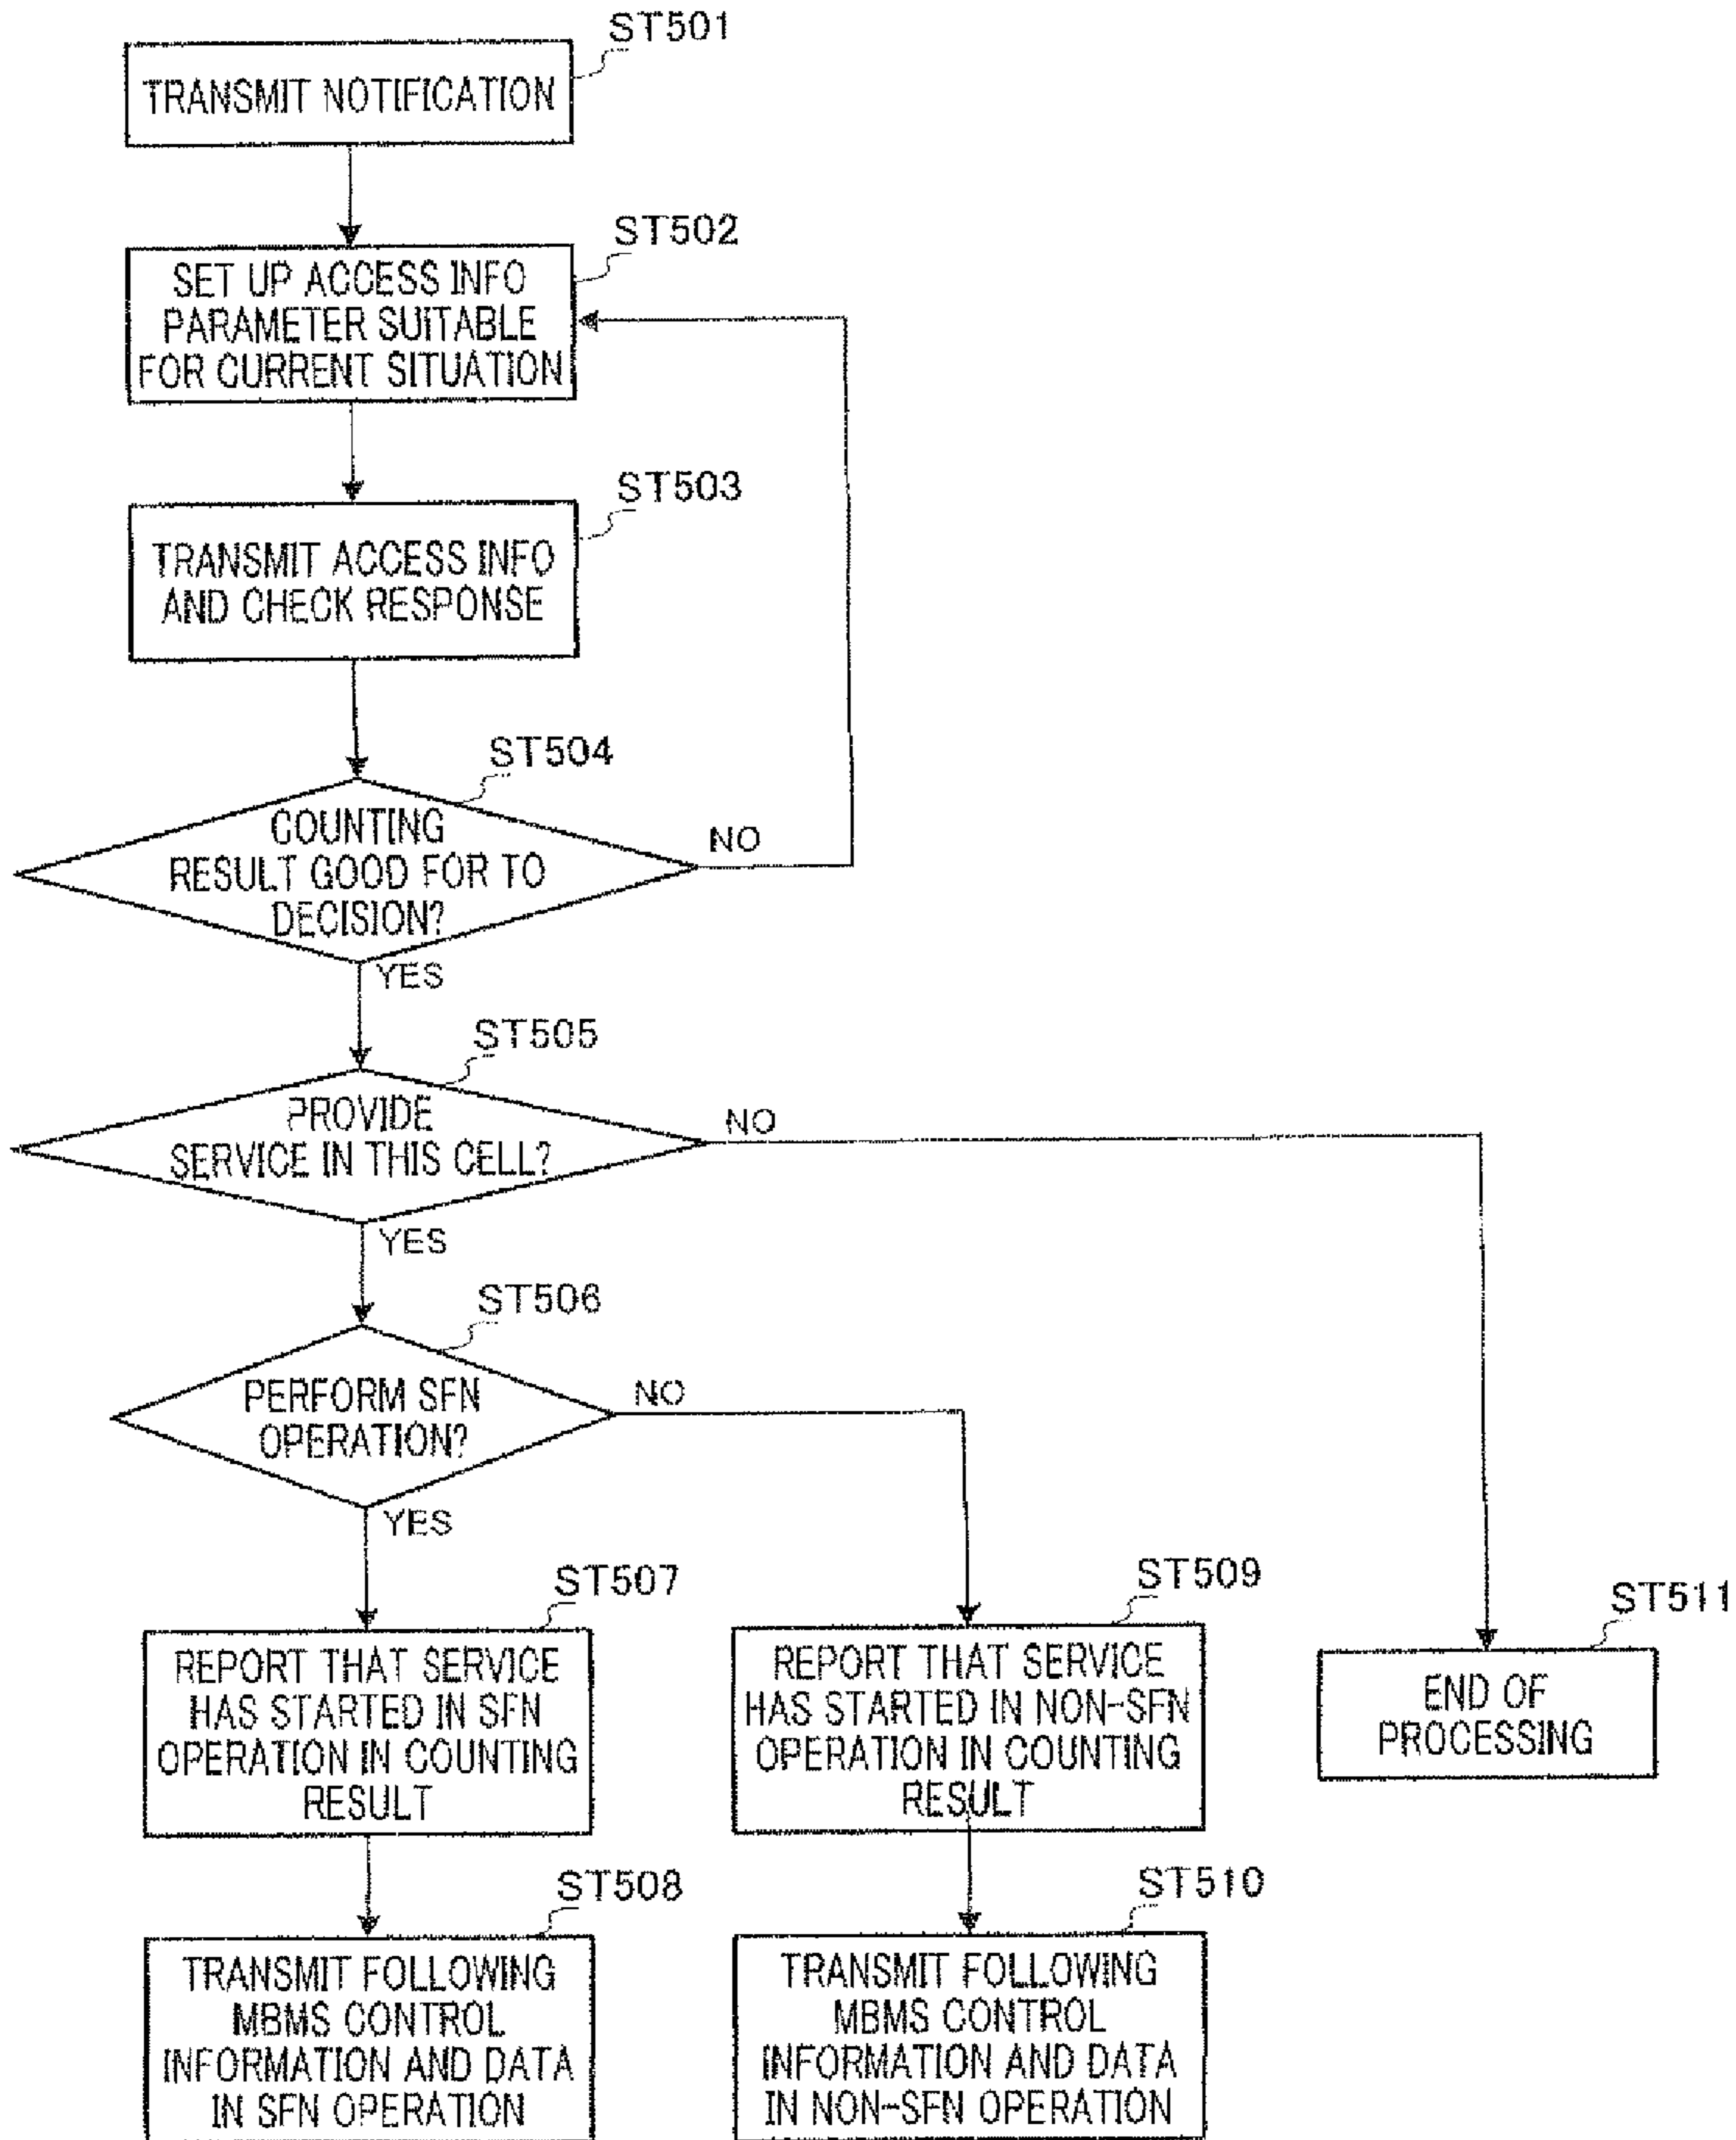 ST501
TRANSMIT NOTIFICATION
ST502
SET UP ACCESS INFO
PARAMETER SUITABLE
FOR CURRENT SITUATION
ST503
TRANSMIT ACCESS INFO
AND CHECK RESPONSE
ST504
COUNTING
RESULT GOOD FOR TO
DECISION?
NO
YES
ST505
PROVIDE
SERVICE IN THIS CELL?
NO
YES
ST506
PERFORM SFN
OPERATION?
NO
YES
ST507
REPORT THAT SERVICE
HAS STARTED IN SFN
OPERATION IN COUNTING
RESULT
ST509
REPORT THAT SERVICE
HAS STARTED IN NON-SFN
OPERATION IN COUNTING
RESULT
ST511
END OF
PROCESSING
ST508
TRANSMIT FOLLOWING
MBMS CONTROL
INFORMATION AND DATA
IN SFN OPERATION
ST510
TRANSMIT FOLLOWING
MBMS CONTROL
INFORMATION AND DATA
IN NON-SFN OPERATION